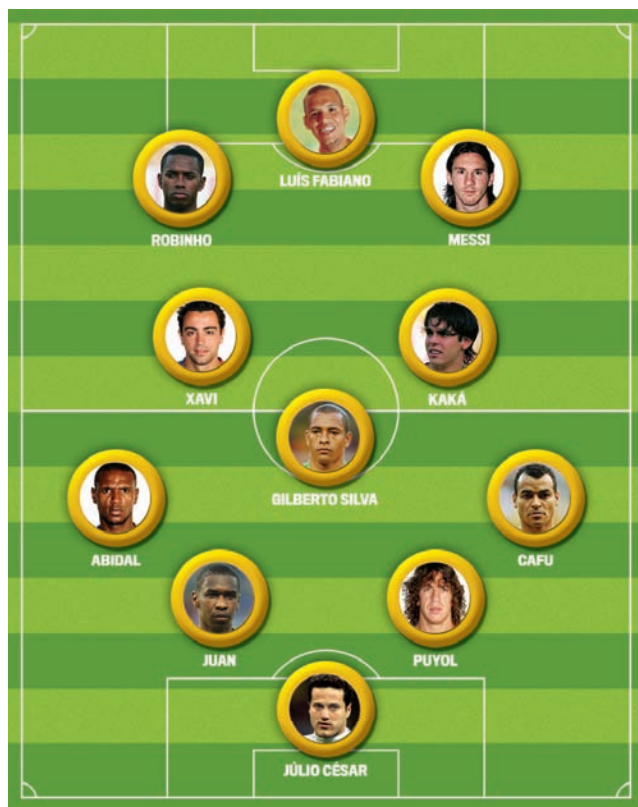 LUÍS FABIANO
ROBINHO
MESSI
XAVI
KAKÁ
GILBERTO SILVA
ABIDAL
CAFU
JUAN
PUYOL
JÚLIO CÉSAR